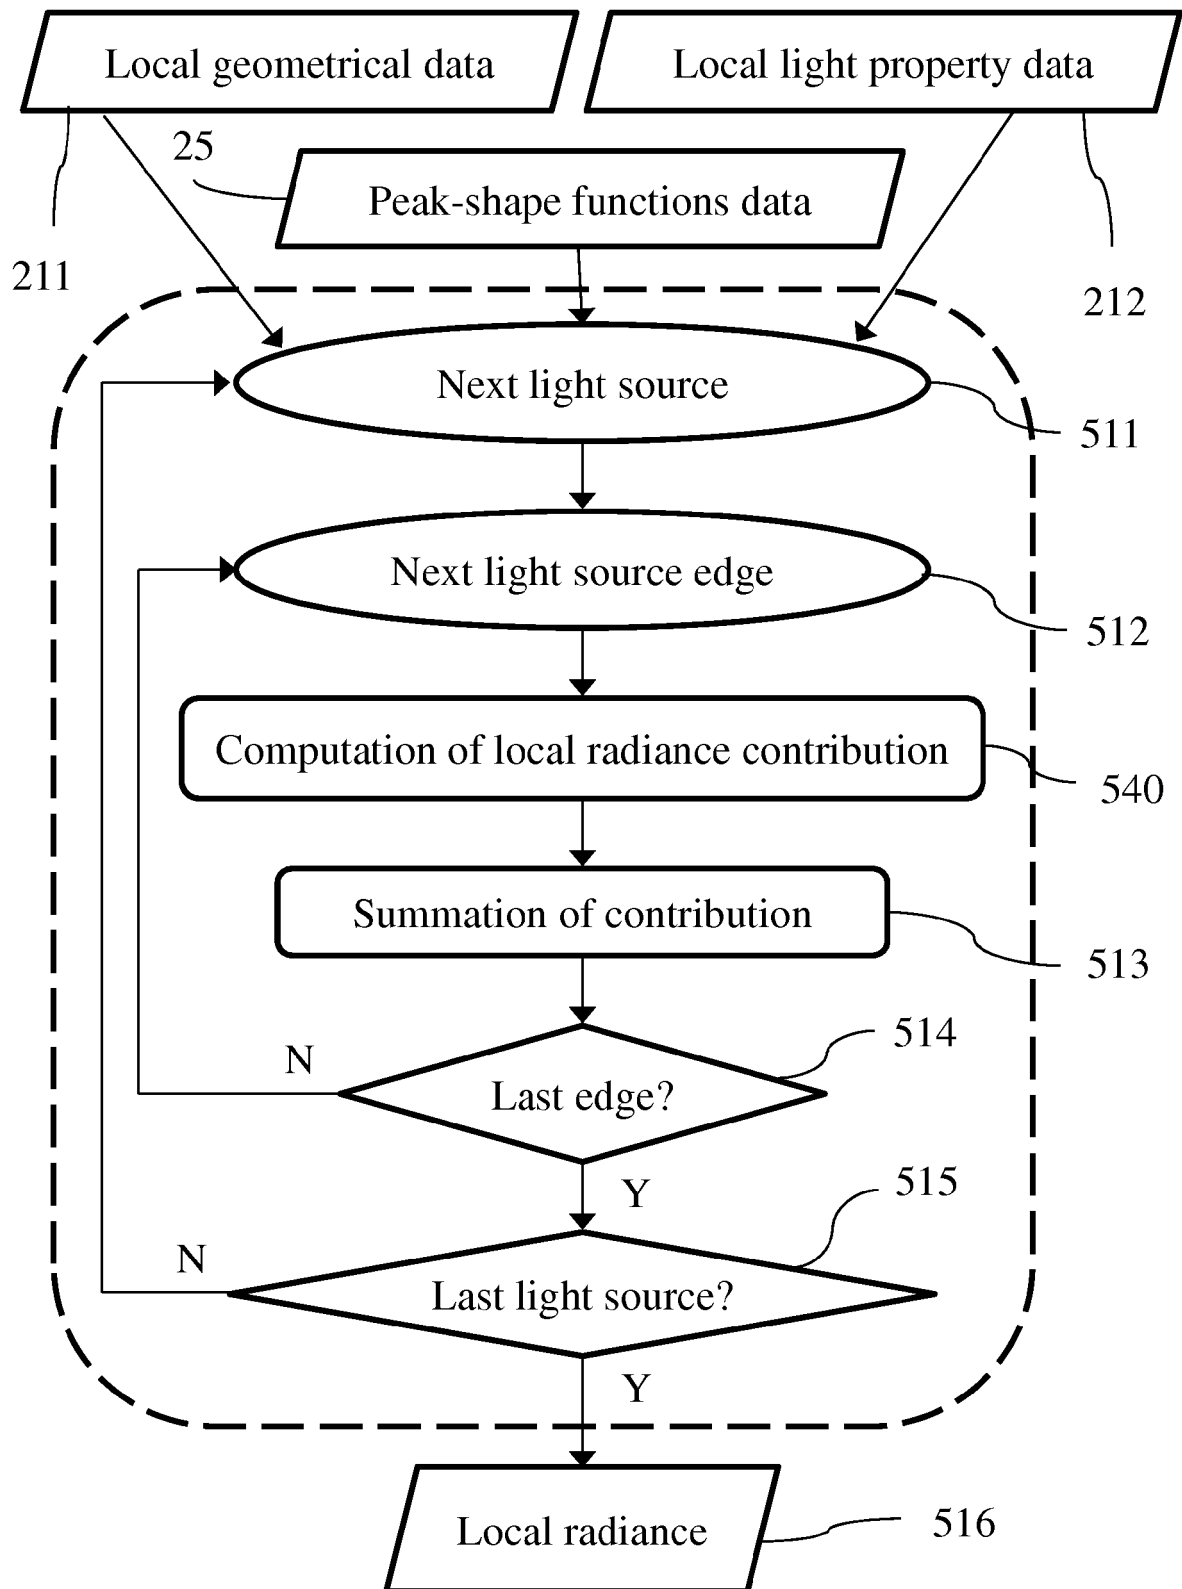 Local geometrical data
Local light property data
25
Peak-shape functions data
211
212
Next light source
511
Next light source edge
512
Computation of local radiance contribution
540
Summation of contribution
513
514
N
Last edge?
Y
515
N
Last light source?
Y
Local radiance
516